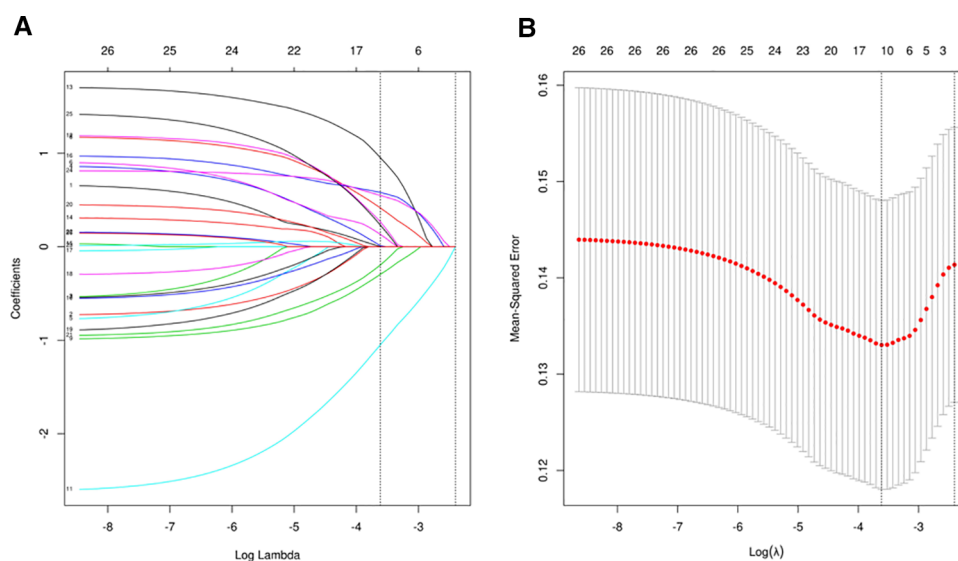 A
26 25 24 22 17 6
13
25
16
1
20
14
18
11
1
0
-1
-2
Coefficients
-8 -7 -6 -5 -4 -3
Log Lambda
B
26 26 26 26 26 25 24 23 20 17 10 6 5 3
0.16
0.15
0.14
0.13
0.12
Mean-Squared Error
-8 -7 -6 -5 -4 -3
Log(λ)